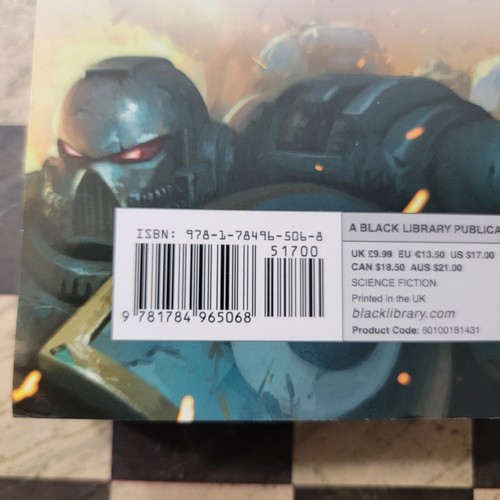 ISBN: 978-1-78496-506-8
51700
9 781784 965068
A BLACK LIBRARY PUBLICA
UK £9.99 EU €13.50 US $17.00
CAN $18.50 AUS $21.00
SCIENCE FICTION
Printed in the UK
blacklibrary.com
Product Code: 60100181431